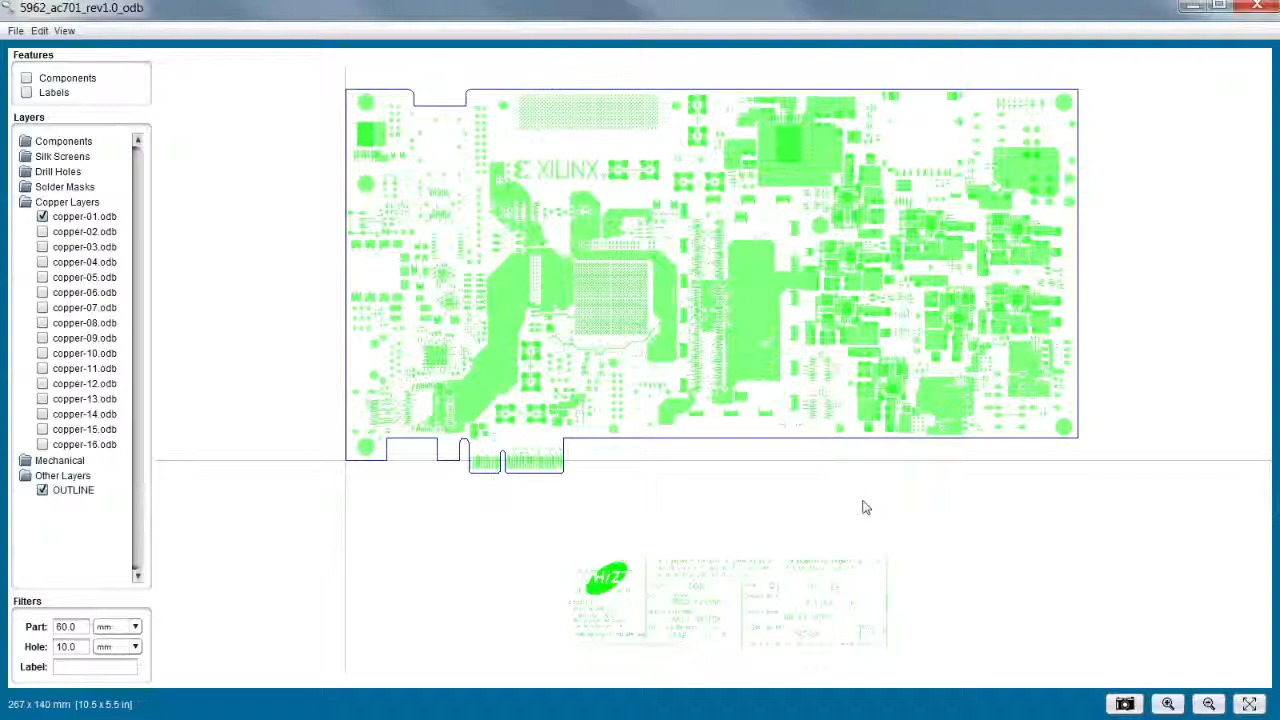 5962_ac701_rev1.0_odb
File Edit View
Features
Components
Labels
Layers
Components
Silk Screens
Drill Holes
Solder Masks
Copper Layers
copper-01.odb
copper-02.odb
copper-03.odb
copper-04.odb
copper-05.odb
copper-06.odb
copper-07.odb
copper-08.odb
copper-09.odb
copper-10.odb
copper-11.odb
copper-12.odb
copper-13.odb
copper-14.odb
copper-15.odb
copper-16.odb
Mechanical
Other Layers
OUTLINE
Filters
Part: 60.0 mm
Hole: 10.0 mm
Label:
XILINX
267 x 140 mm [10.5 x 5.5 in]